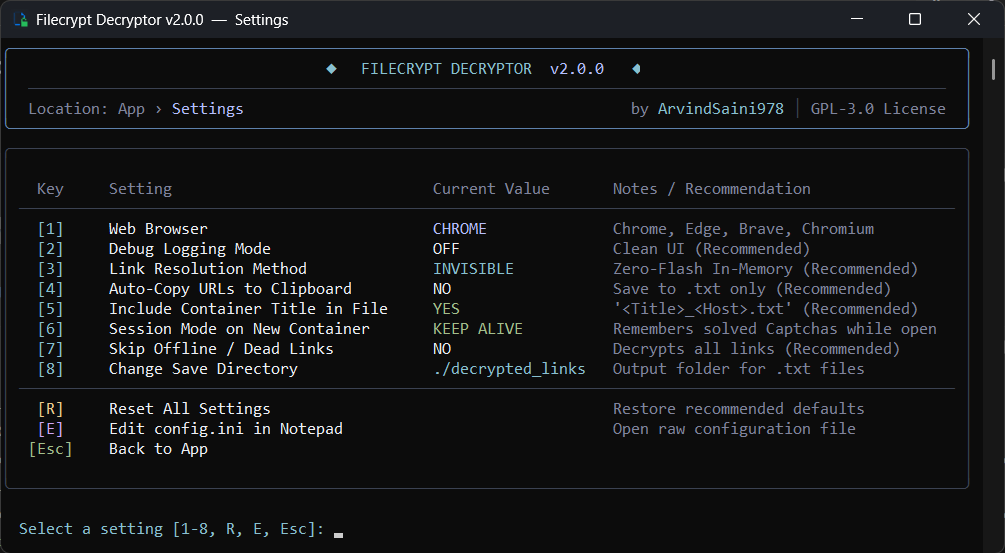 Filecrypt Decryptor v2.0.0 — Settings
◆ FILECRYPT DECRYPTOR v2.0.0 ◆
Location: App › Settings by ArvindSaini978 │ GPL-3.0 License
Key Setting Current Value Notes / Recommendation
[1] Web Browser CHROME Chrome, Edge, Brave, Chromium
[2] Debug Logging Mode OFF Clean UI (Recommended)
[3] Link Resolution Method INVISIBLE Zero-Flash In-Memory (Recommended)
[4] Auto-Copy URLs to Clipboard NO Save to .txt only (Recommended)
[5] Include Container Title in File YES '<Title>_<Host>.txt' (Recommended)
[6] Session Mode on New Container KEEP ALIVE Remembers solved Captchas while open
[7] Skip Offline / Dead Links NO Decrypts all links (Recommended)
[8] Change Save Directory ./decrypted_links Output folder for .txt files
[R] Reset All Settings Restore recommended defaults
[E] Edit config.ini in Notepad Open raw configuration file
[Esc] Back to App
Select a setting [1-8, R, E, Esc]: